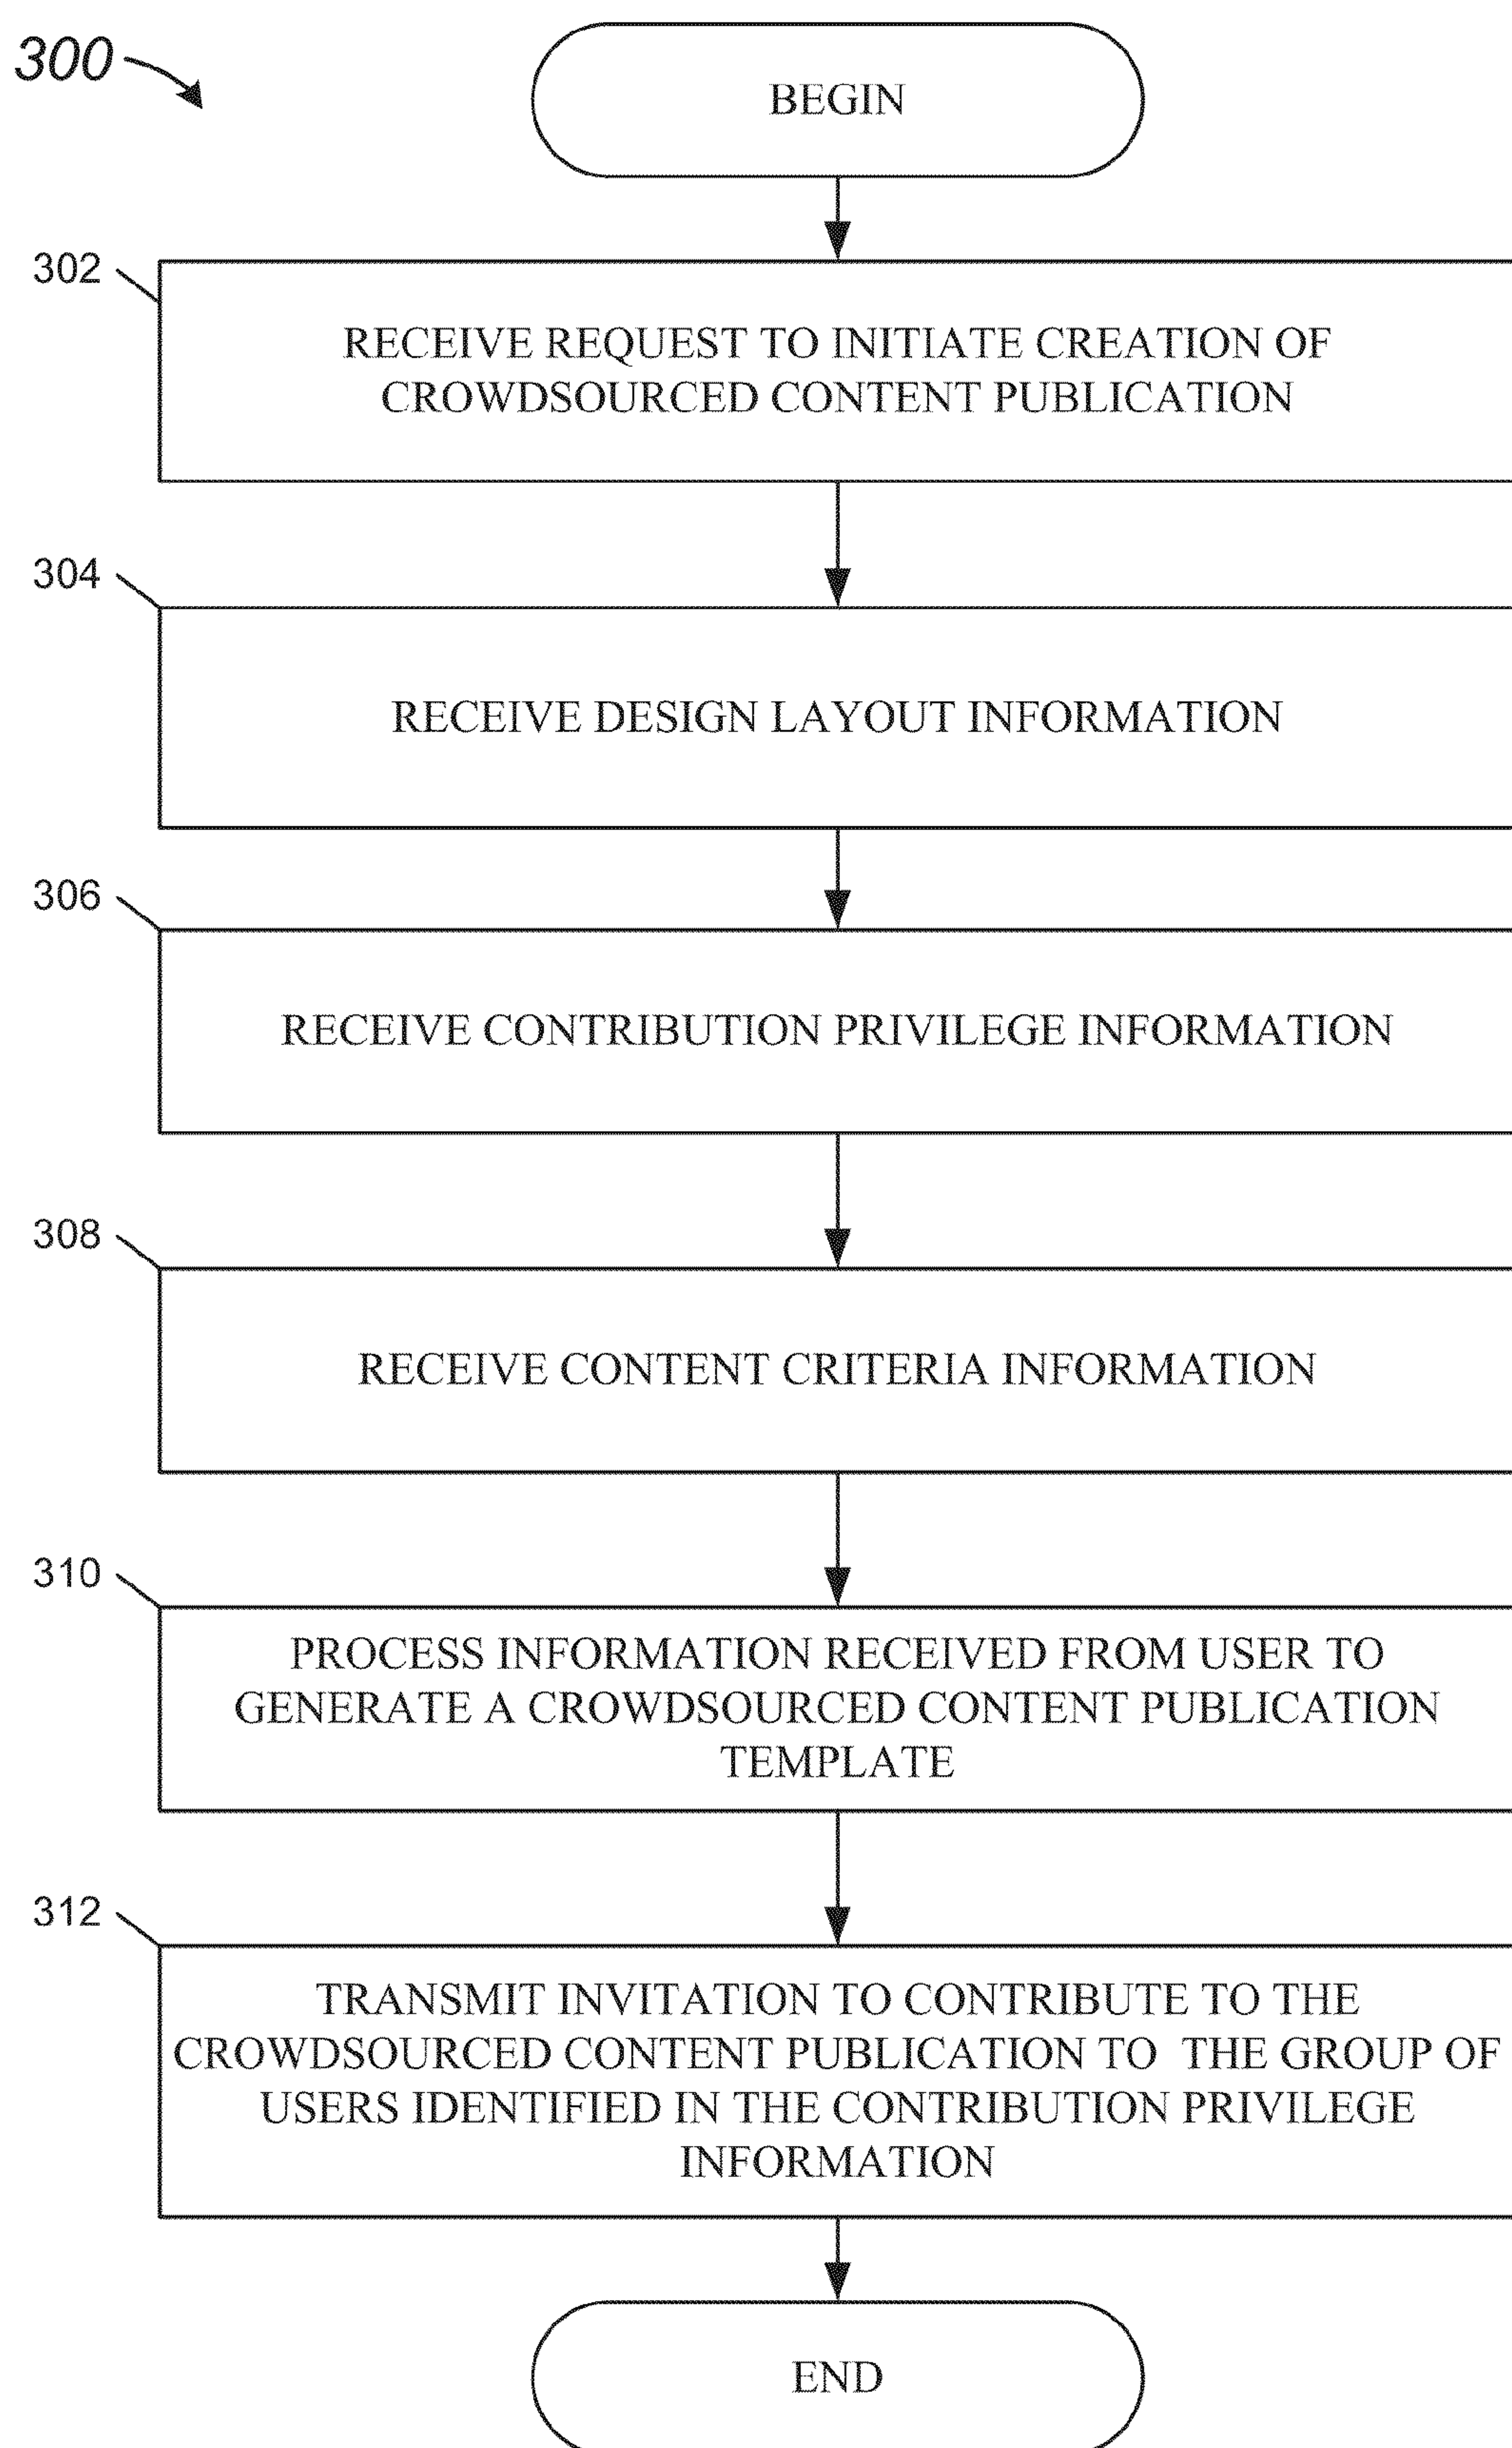 300
BEGIN
302
RECEIVE REQUEST TO INITIATE CREATION OF
CROWDSOURCED CONTENT PUBLICATION
304
RECEIVE DESIGN LAYOUT INFORMATION
306
RECEIVE CONTRIBUTION PRIVILEGE INFORMATION
308
RECEIVE CONTENT CRITERIA INFORMATION
310
PROCESS INFORMATION RECEIVED FROM USER TO
GENERATE A CROWDSOURCED CONTENT PUBLICATION
TEMPLATE
312
TRANSMIT INVITATION TO CONTRIBUTE TO THE
CROWDSOURCED CONTENT PUBLICATION TO THE GROUP OF
USERS IDENTIFIED IN THE CONTRIBUTION PRIVILEGE
INFORMATION
END